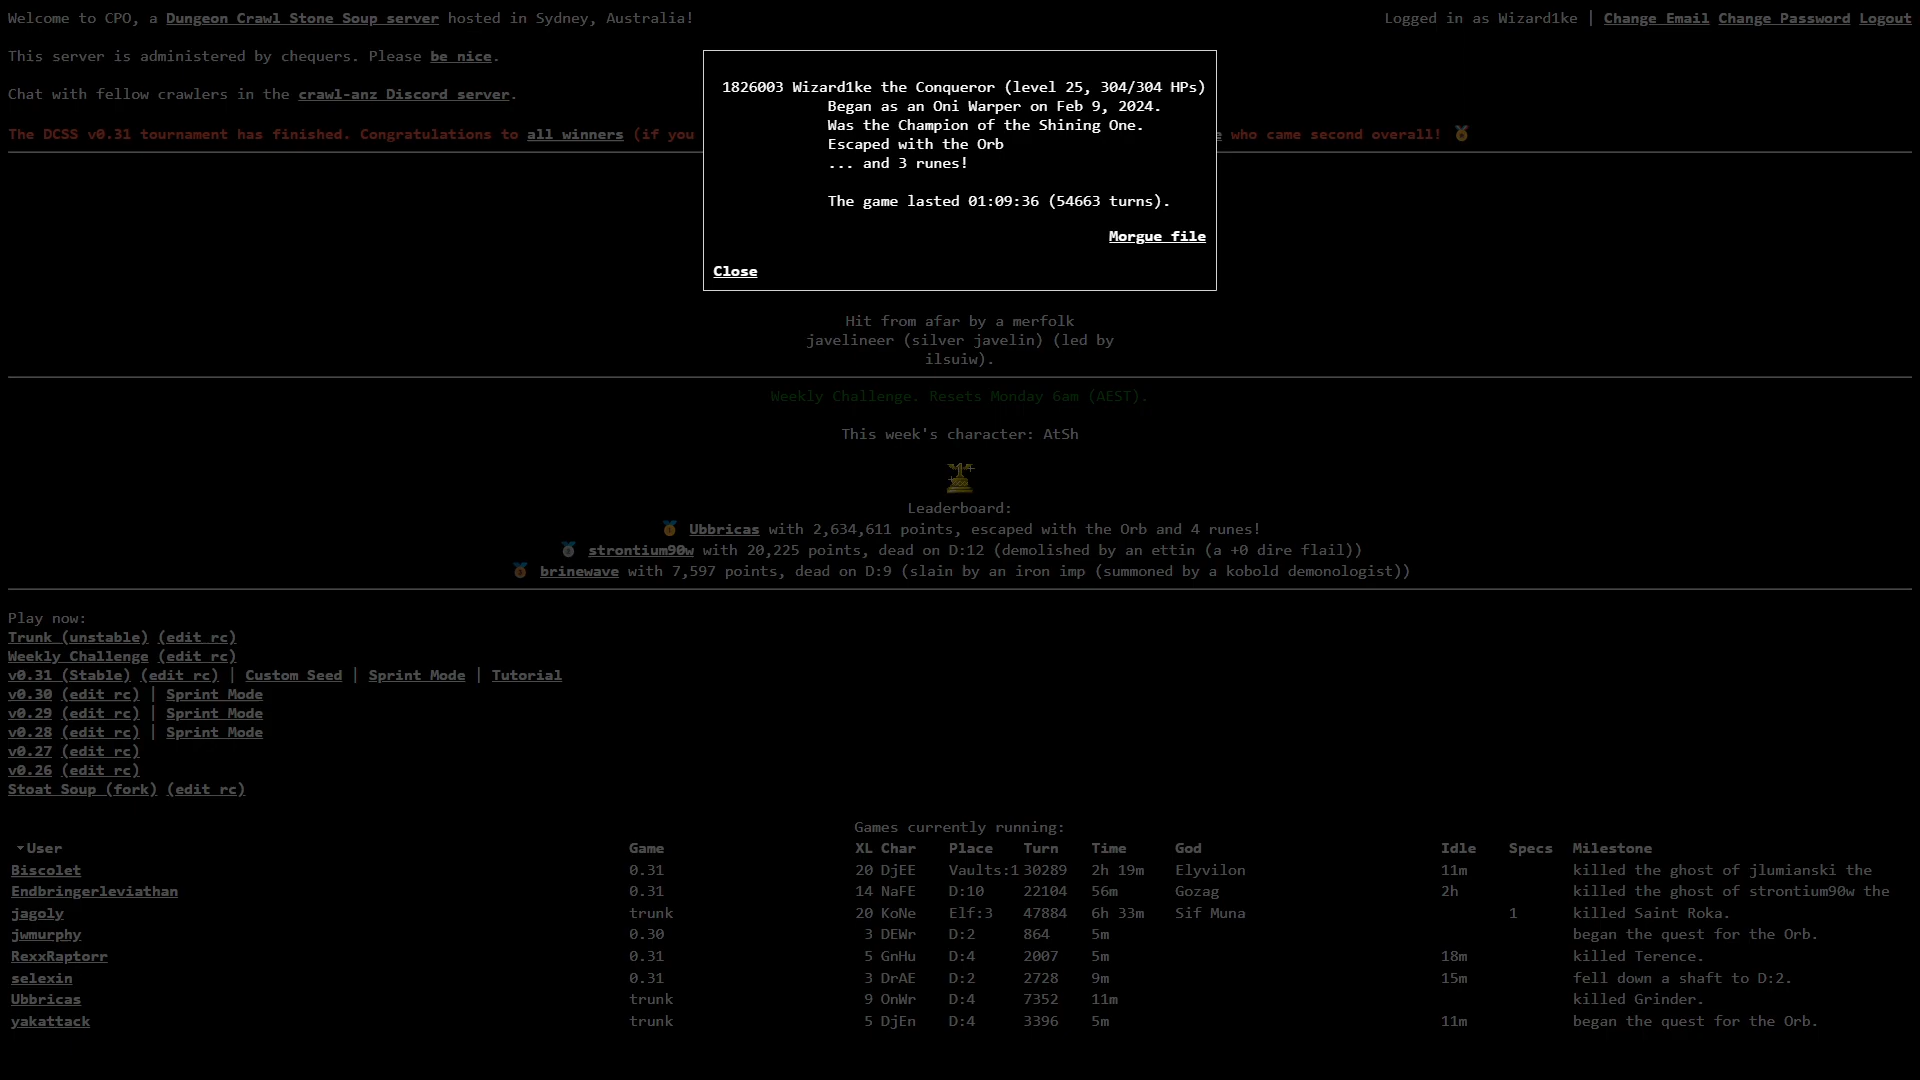 Welcome to CPO, a Dungeon Crawl Stone Soup server hosted in Sydney, Australia!
Logged in as Wizard1ke | Change Email Change Password Logout
This server is administered by chequers. Please be nice.
Chat with fellow crawlers in the crawl-anz Discord server.
The DCSS v0.31 tournament has finished. Congratulations to all winners (if you
e who came second overall!
1826003 Wizard1ke the Conqueror (level 25, 304/304 HPs)
Began as an Oni Warper on Feb 9, 2024.
Was the Champion of the Shining One.
Escaped with the Orb
... and 3 runes!
The game lasted 01:09:36 (54663 turns).
Morgue file
Close
Hit from afar by a merfolk
javelineer (silver javelin) (led by
ilsuiw).
Weekly Challenge. Resets Monday 6am (AEST).
This week's character: AtSh
Leaderboard:
Ubbricas with 2,634,611 points, escaped with the Orb and 4 runes!
strontium90w with 20,225 points, dead on D:12 (demolished by an ettin (a +0 dire flail))
brinewave with 7,597 points, dead on D:9 (slain by an iron imp (summoned by a kobold demonologist))
Play now:
Trunk (unstable) (edit rc)
Weekly Challenge (edit rc)
v0.31 (Stable) (edit rc) | Custom Seed | Sprint Mode | Tutorial
v0.30 (edit rc) | Sprint Mode
v0.29 (edit rc) | Sprint Mode
v0.28 (edit rc) | Sprint Mode
v0.27 (edit rc)
v0.26 (edit rc)
Stoat Soup (fork) (edit rc)
Games currently running:
User Game XL Char Place Turn Time God Idle Specs Milestone
Biscolet 0.31 20 DjEE Vaults:1 30289 2h 19m Elyvilon 11m killed the ghost of jlumianski the
Endbringerleviathan 0.31 14 NaFE D:10 22104 56m Gozag 2h killed the ghost of strontium90w the
jagoly trunk 20 KoNe Elf:3 47884 6h 33m Sif Muna 1 killed Saint Roka.
jwmurphy 0.30 3 DEWr D:2 864 5m began the quest for the Orb.
RexxRaptorr 0.31 5 GnHu D:4 2007 5m 18m killed Terence.
selexin 0.31 3 DrAE D:2 2728 9m 15m fell down a shaft to D:2.
Ubbricas trunk 9 OnWr D:4 7352 11m killed Grinder.
yakattack trunk 5 DjEn D:4 3396 5m 11m began the quest for the Orb.